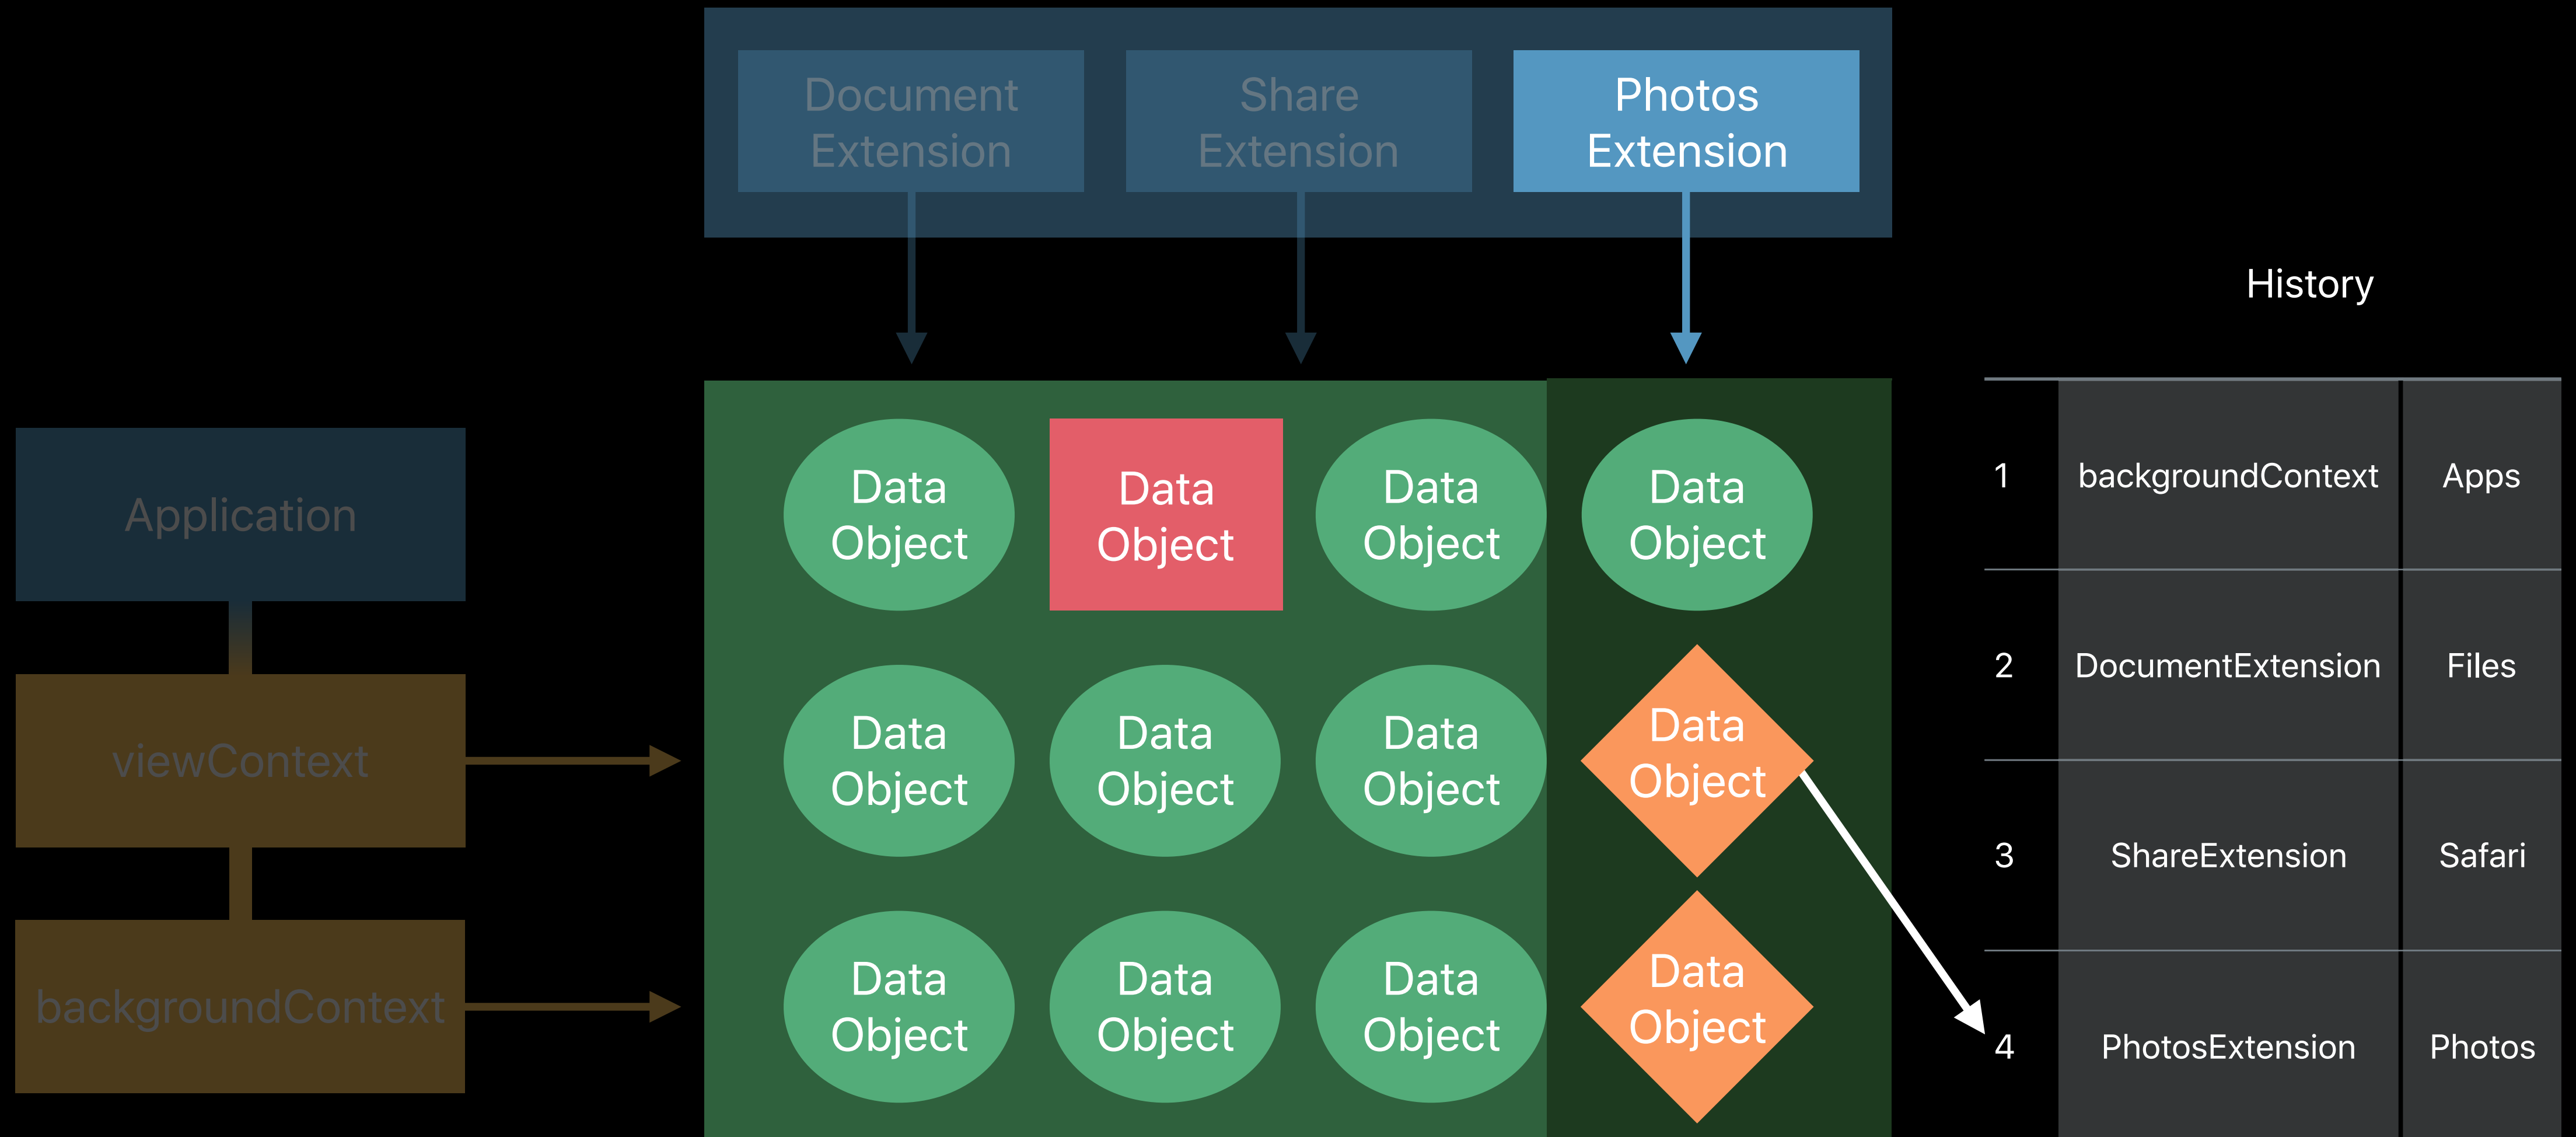 Document
Extension
Share
Extension
Photos
Extension
History
Application
viewContext
backgroundContext
Data
Object
Data
Object
Data
Object
Data
Object
Data
Object
Data
Object
Data
Object
Data
Object
Data
Object
Data
Object
Data
Object
Data
Object
1 backgroundContext Apps
2 DocumentExtension Files
3 ShareExtension Safari
4 PhotosExtension Photos